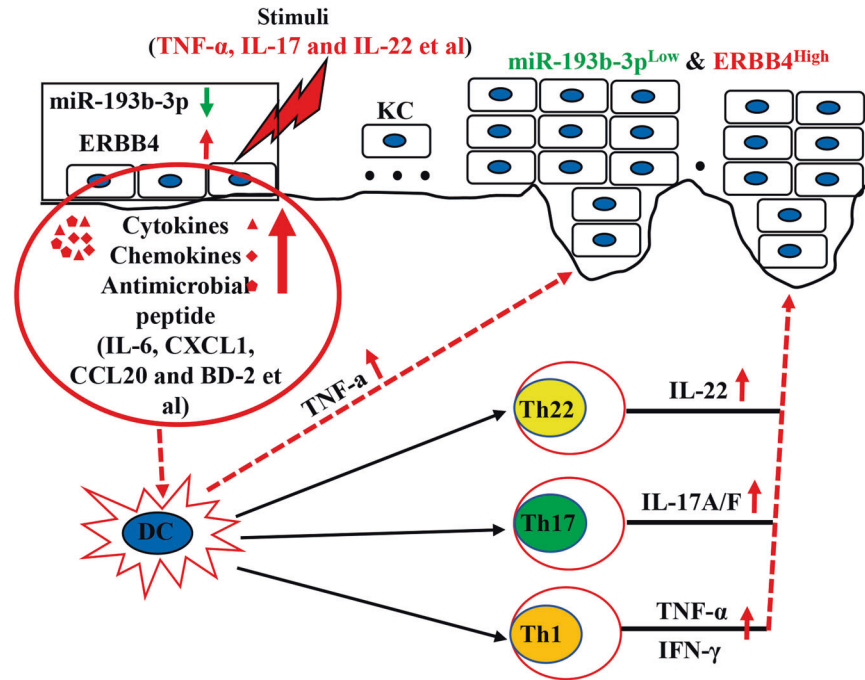 Stimuli
(TNF-α, IL-17 and IL-22 et al)
miR-193b-3pLow & ERBB4High
miR-193b-3p
ERBB4
KC
Cytokines
Chemokines
Antimicrobial
peptide
(IL-6, CXCL1,
CCL20 and BD-2 et
al)
TNF-a
DC
Th22
IL-22
Th17
IL-17A/F
Th1
TNF-α
IFN-γ